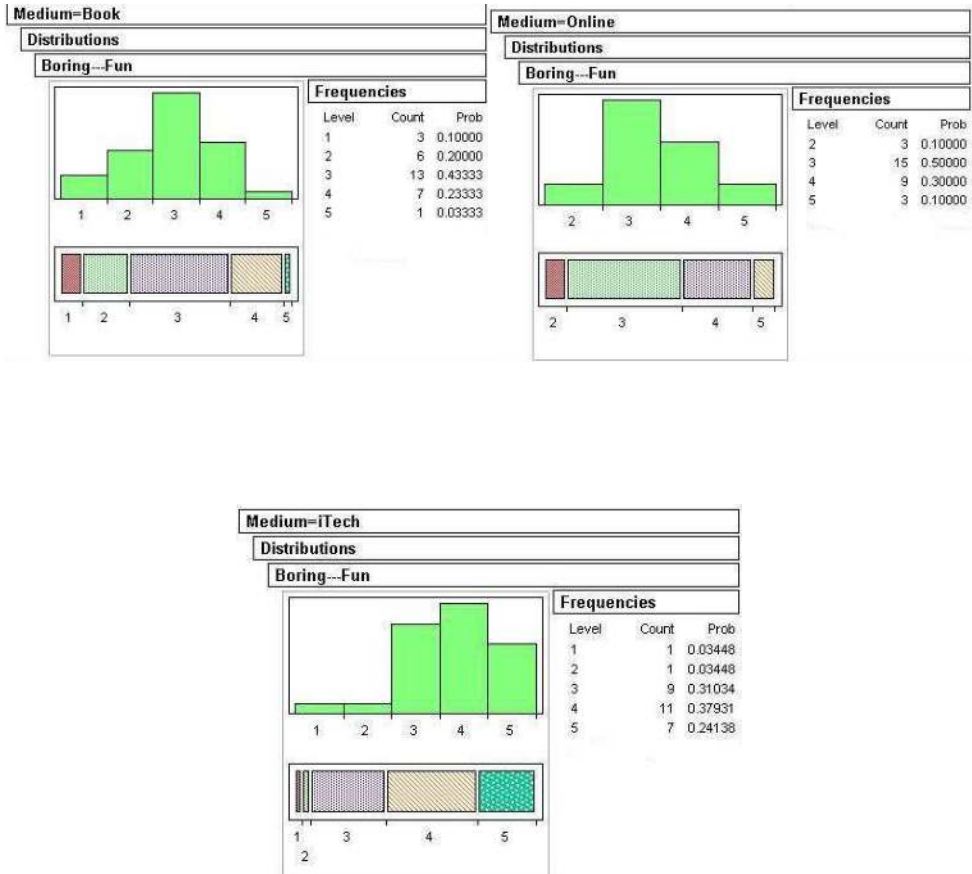 Medium=Book
Distributions
Boring---Fun
Frequencies
Level Count Prob
1 3 0.10000
2 6 0.20000
3 13 0.43333
4 7 0.23333
5 1 0.03333
1 2 3 4 5
1 2 3 4 5
Medium=Online
Distributions
Boring---Fun
Frequencies
Level Count Prob
2 3 0.10000
3 15 0.50000
4 9 0.30000
5 3 0.10000
2 3 4 5
2 3 4 5
Medium=iTech
Distributions
Boring---Fun
Frequencies
Level Count Prob
1 1 0.03448
2 1 0.03448
3 9 0.31034
4 11 0.37931
5 7 0.24138
1 2 3 4 5
1 3 4 5
2